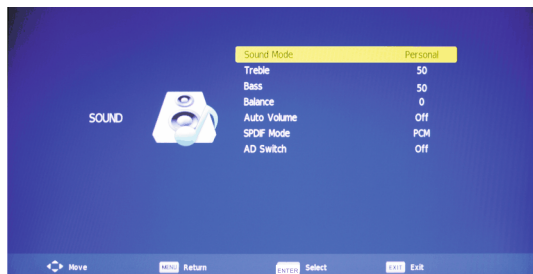 Sound Mode Personal
Treble 50
Bass 50
Balance 0
SOUND
Auto Volume Off
SPDIF Mode PCM
AD Switch Off
Move MENU Return ENTER Select EXIT Exit